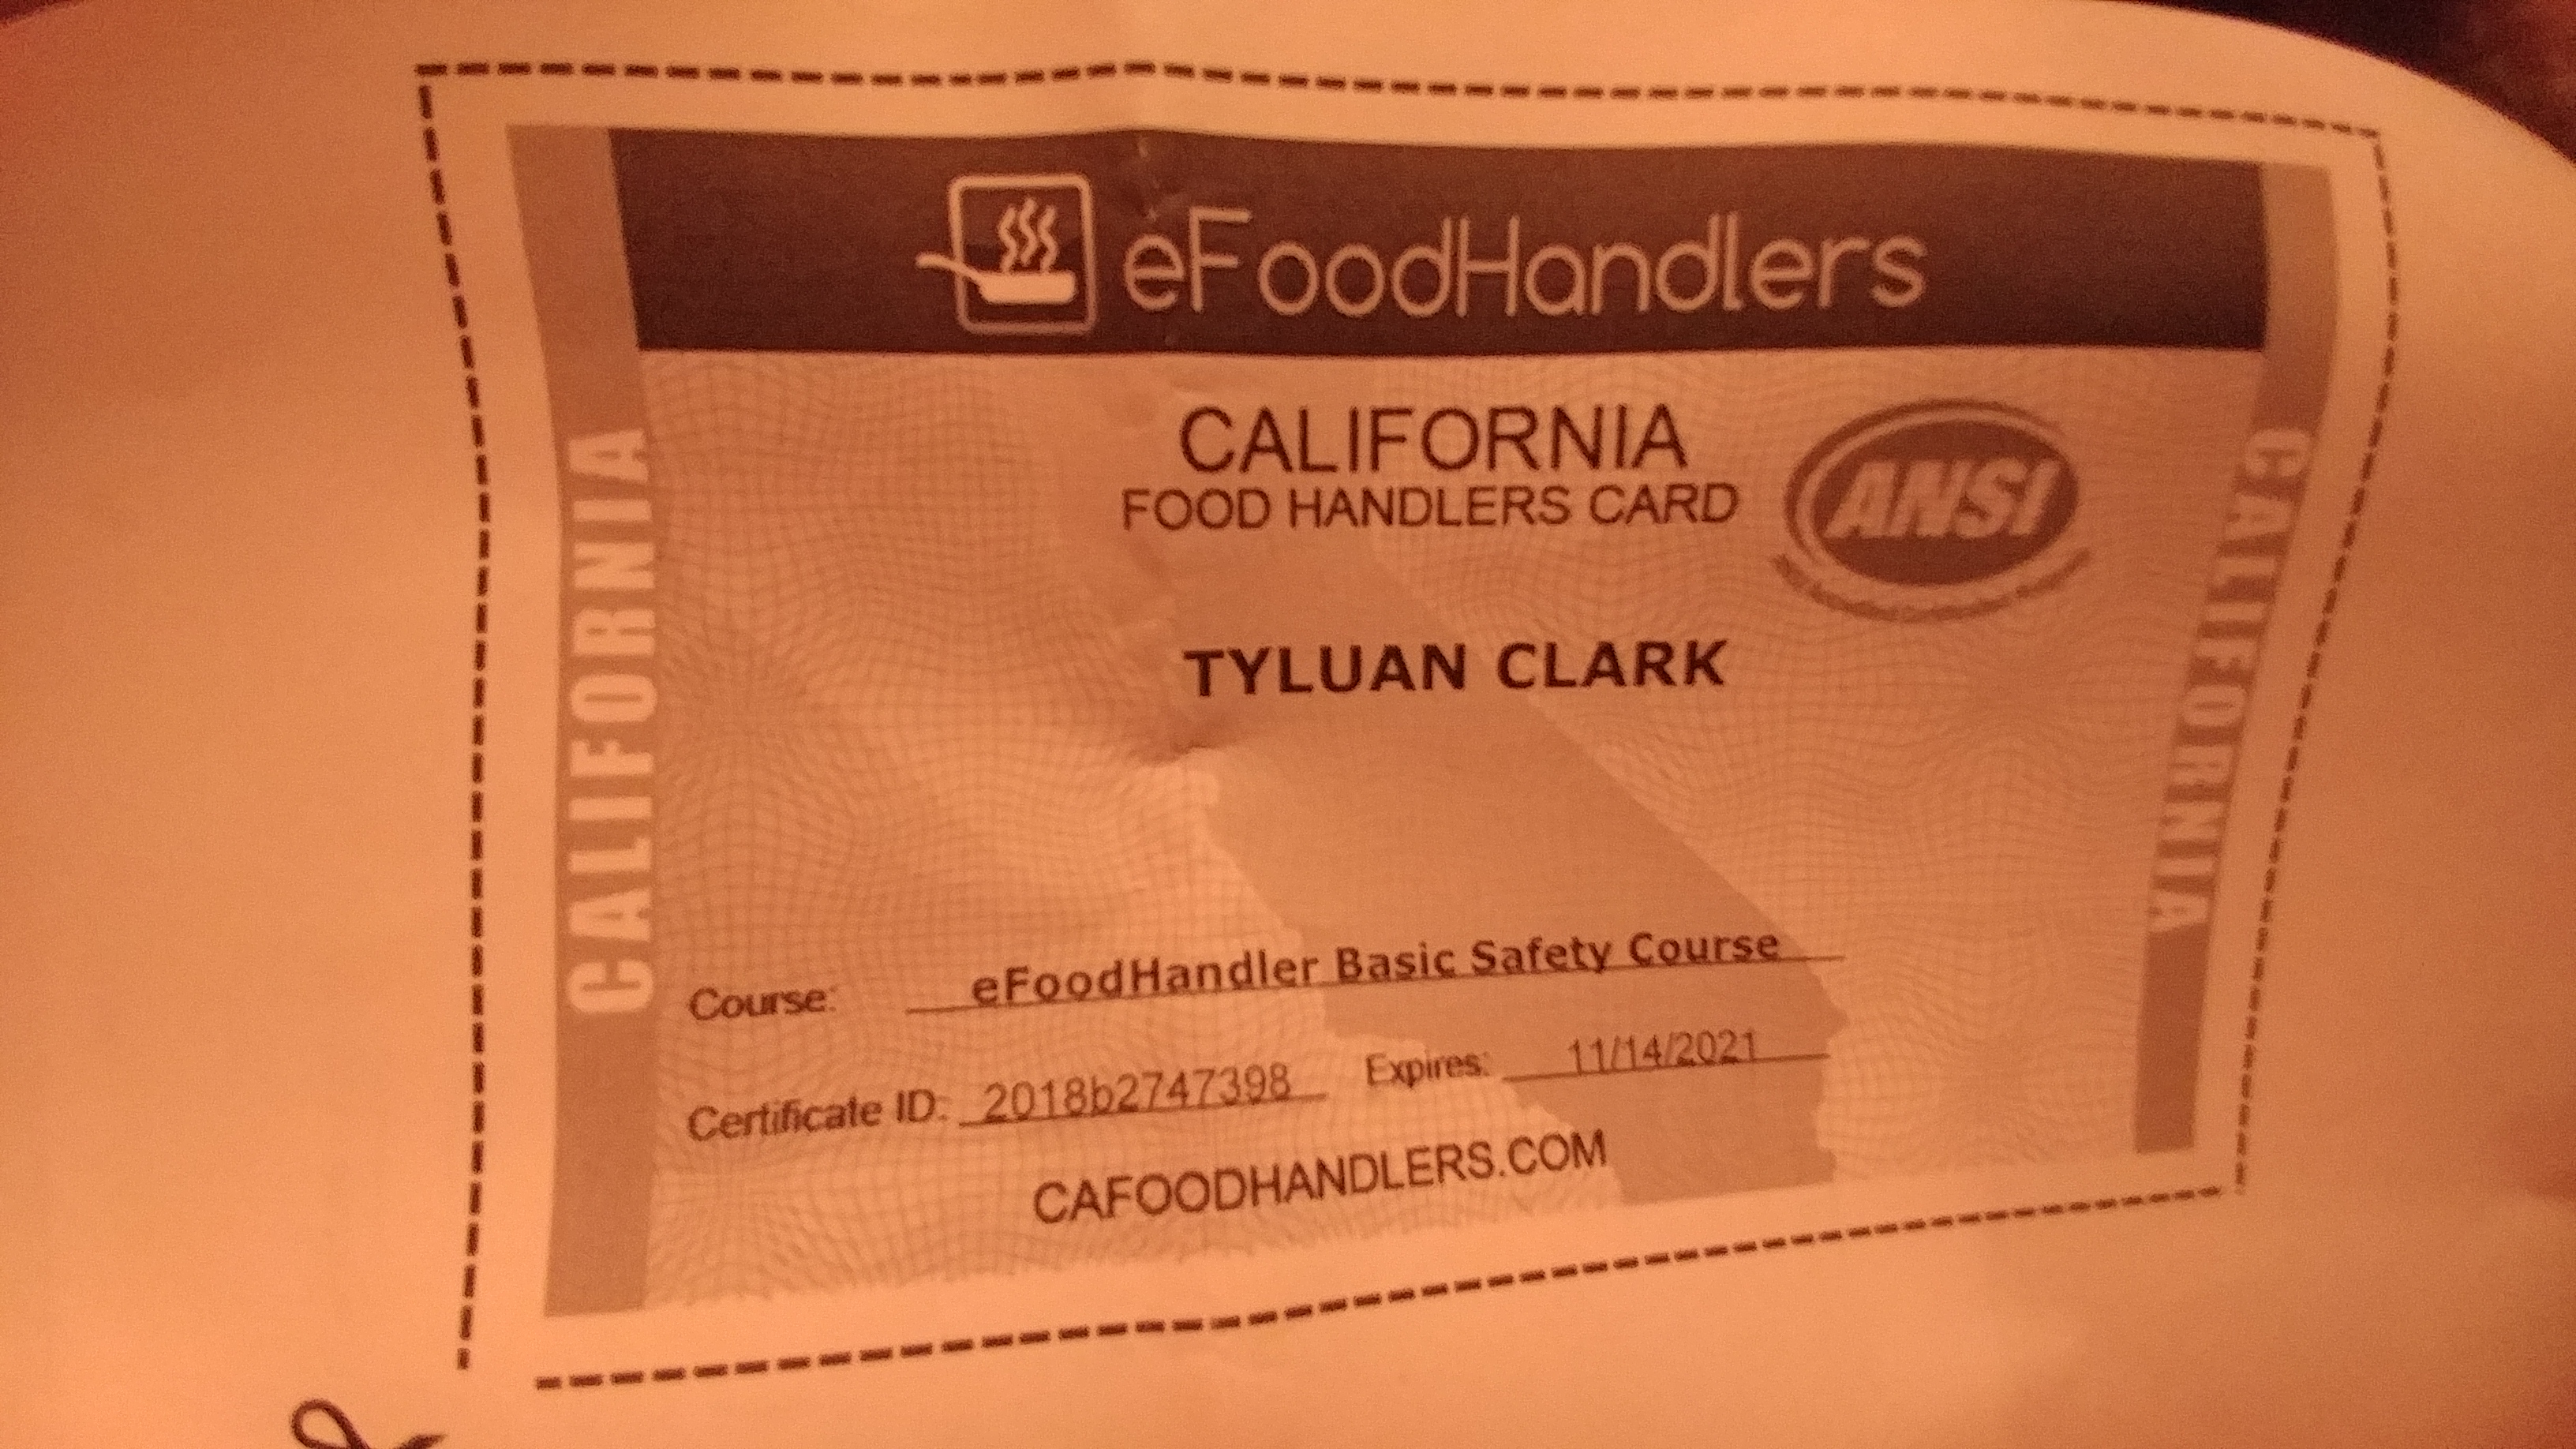 eFoodHandlers
CALIFORNIA
FOOD HANDLERS CARD
ANSI
TYLUAN CLARK
CALIFORNIA
CALIFORNIA
Course: eFoodHandler Basic Safety Course
Certificate ID: 2018b2747398 Expires: 11/14/2021
CAFOODHANDLERS.COM